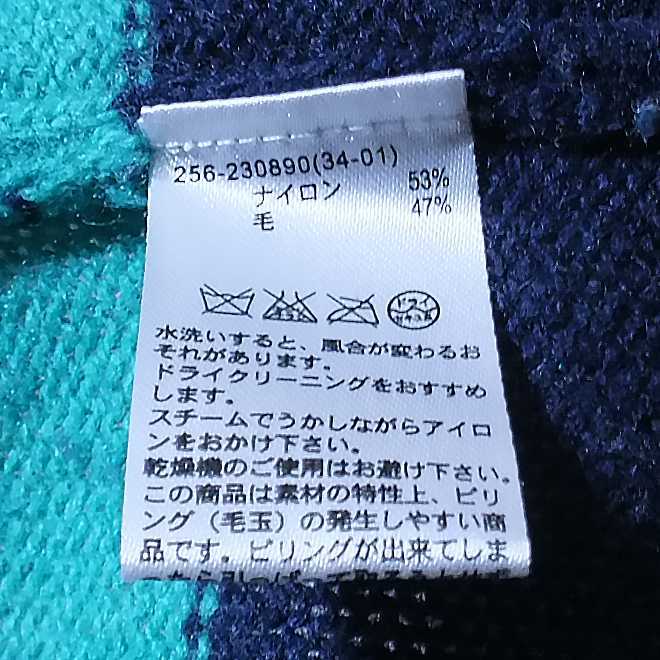 256-230890(34-01)
ナイロン 53%
毛 47%
ドライ
水洗いすると、風合が変わるお
それがあります。
ドライクリーニングをおすすめ
します。
スチームでうかしながらアイロ
ンをおかけ下さい。
乾燥機のご使用はお避け下さい。
この商品は素材の特性上、ピリ
ング（毛玉）の発生しやすい商
品です。ピリングが出来てしま